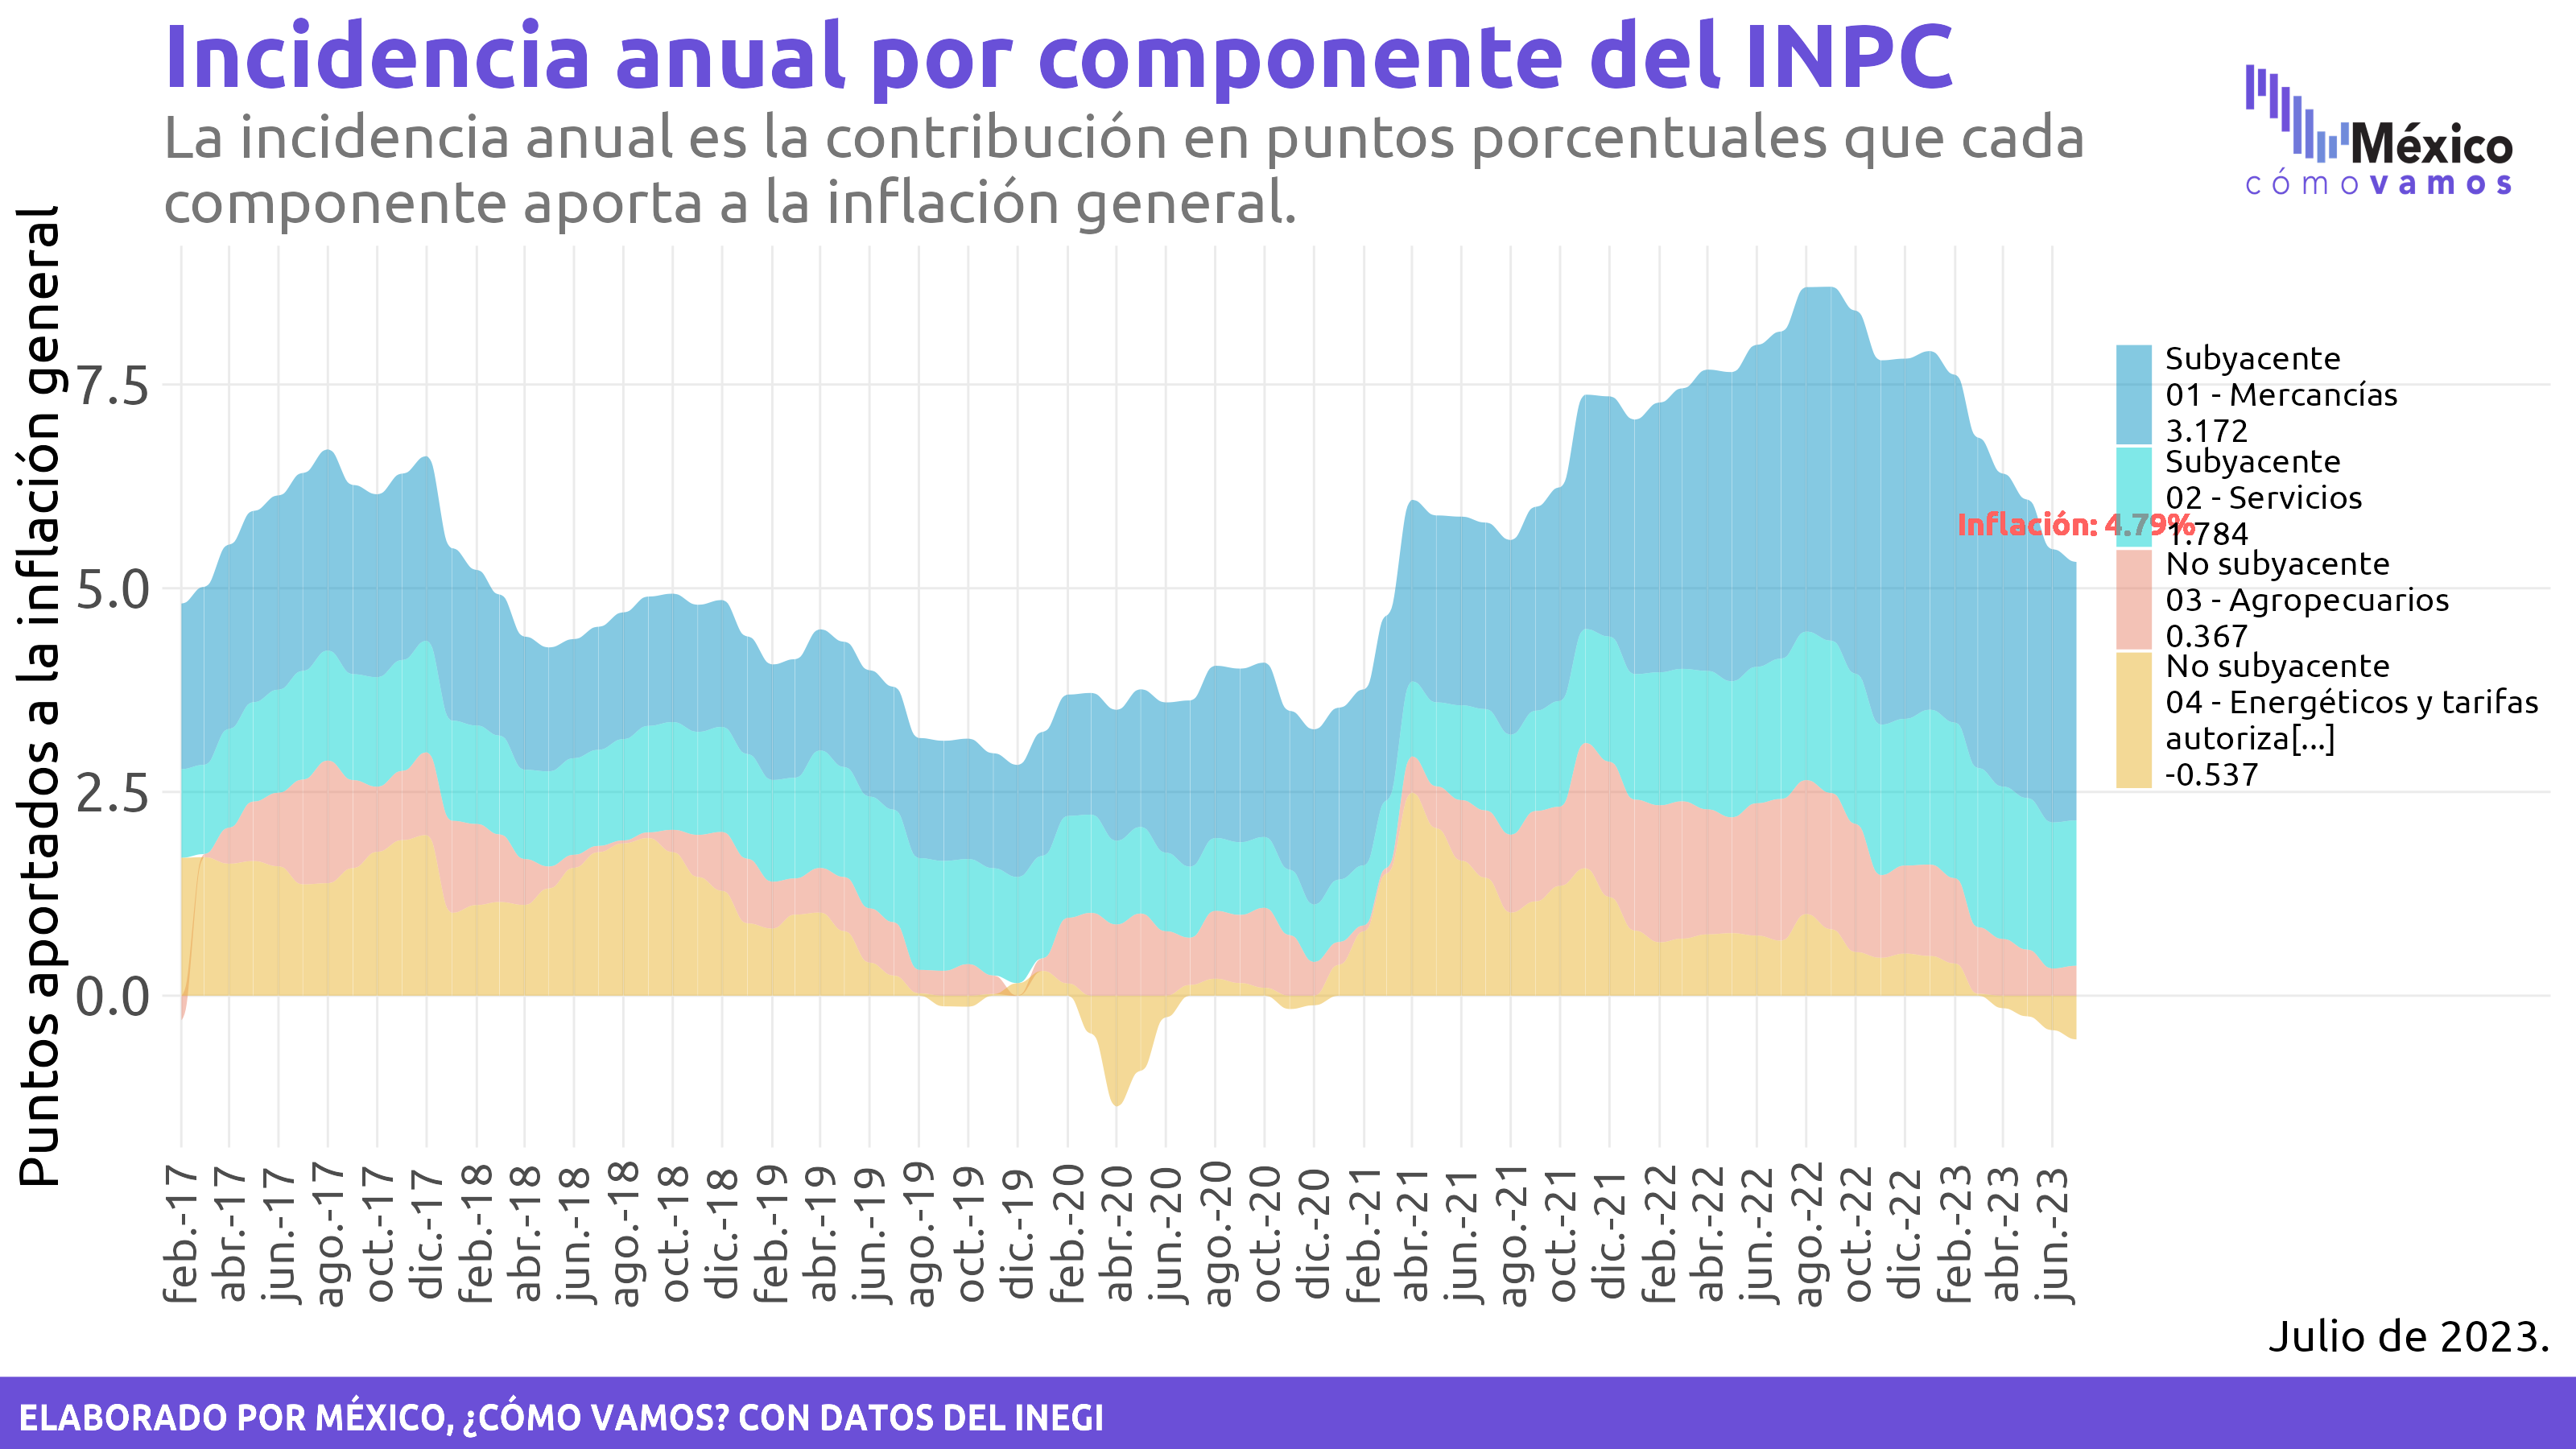 Incidencia anual por componente del INPC
La incidencia anual es la contribución en puntos porcentuales que cada
componente aporta a la inflación general.
México
cómo vamos
Puntos aportados a la inflación general
7.5
5.0
2.5
0.0
Subyacente
01 - Mercancías
3.172
Subyacente
02 - Servicios
1.784
Inflación: 4.79%
No subyacente
03 - Agropecuarios
0.367
No subyacente
04 - Energéticos y tarifas
autoriza[...]
-0.537
feb.-17
abr.-17
jun.-17
ago.-17
oct.-17
dic.-17
feb.-18
abr.-18
jun.-18
ago.-18
oct.-18
dic.-18
feb.-19
abr.-19
jun.-19
ago.-19
oct.-19
dic.-19
feb.-20
abr.-20
jun.-20
ago.-20
oct.-20
dic.-20
feb.-21
abr.-21
jun.-21
ago.-21
oct.-21
dic.-21
feb.-22
abr.-22
jun.-22
ago.-22
oct.-22
dic.-22
feb.-23
abr.-23
jun.-23
Julio de 2023.
ELABORADO POR MÉXICO, ¿CÓMO VAMOS? CON DATOS DEL INEGI